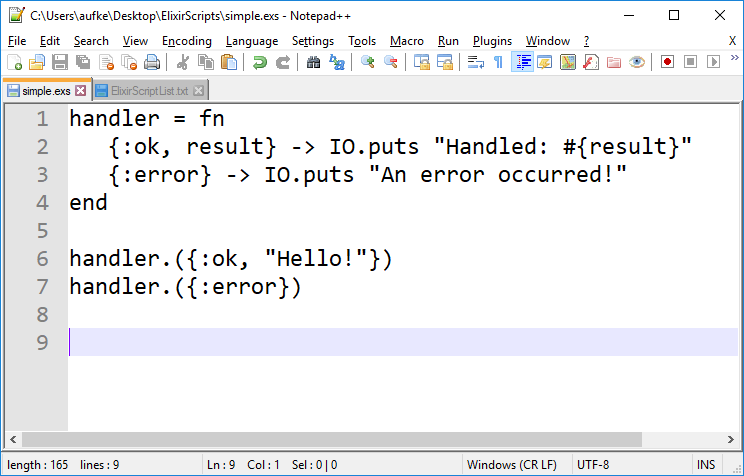 C:\Users\aufke\Desktop\ElixirScripts\simple.exs - Notepad++
File Edit Search View Encoding Language Settings Tools Macro Run Plugins Window ? X
simple.exs ElixirScriptList.txt
1 handler = fn
2    {:ok, result} -> IO.puts "Handled: #{result}"
3    {:error} -> IO.puts "An error occurred!"
4 end
5
6 handler.({:ok, "Hello!"})
7 handler.({:error})
8
9
length : 165 lines : 9 Ln : 9 Col : 1 Sel : 0 | 0 Windows (CR LF) UTF-8 INS